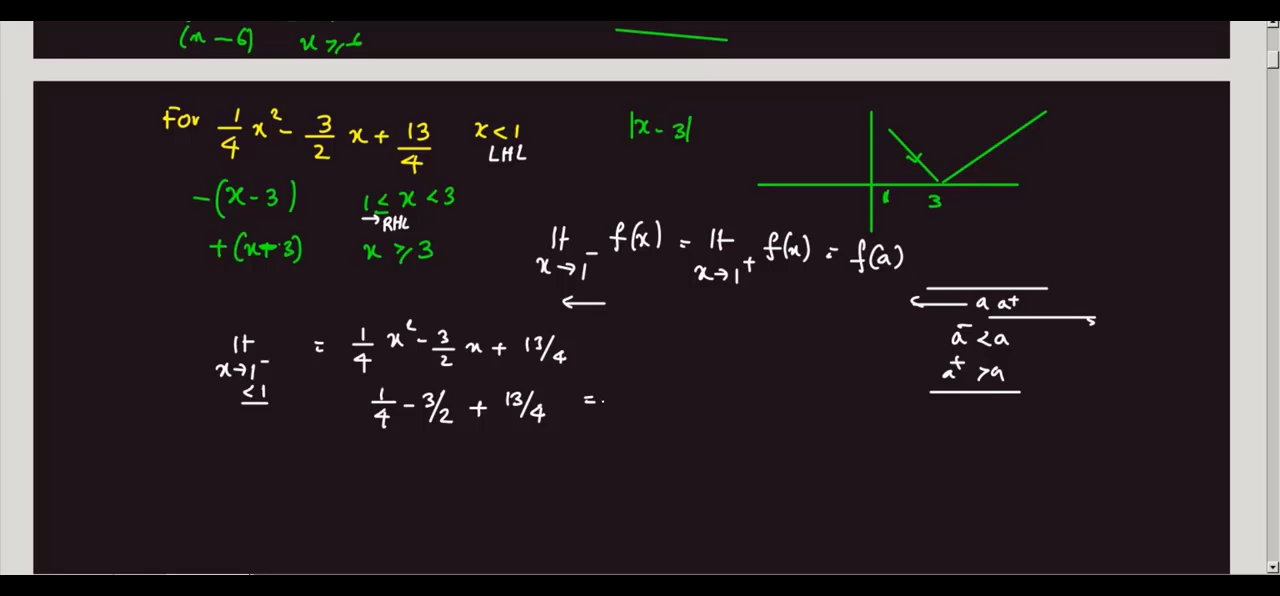 (x - 6) x ⩾ 6
For 1/4 x² - 3/2 x + 13/4 x < 1
LHL
|x - 3|
-(x - 3) 1 ≤ x < 3
→ RHL
+(x - 3) x ⩾ 3
1 3
lt x→1⁻ f(x) = lt x→1⁺ f(x) = f(a)
←
← a a⁺ →
a⁻ < a
a⁺ > a
lt x→1⁻ = 1/4 x² - 3/2 x + 13/4
< 1
1/4 - 3/2 + 13/4 =